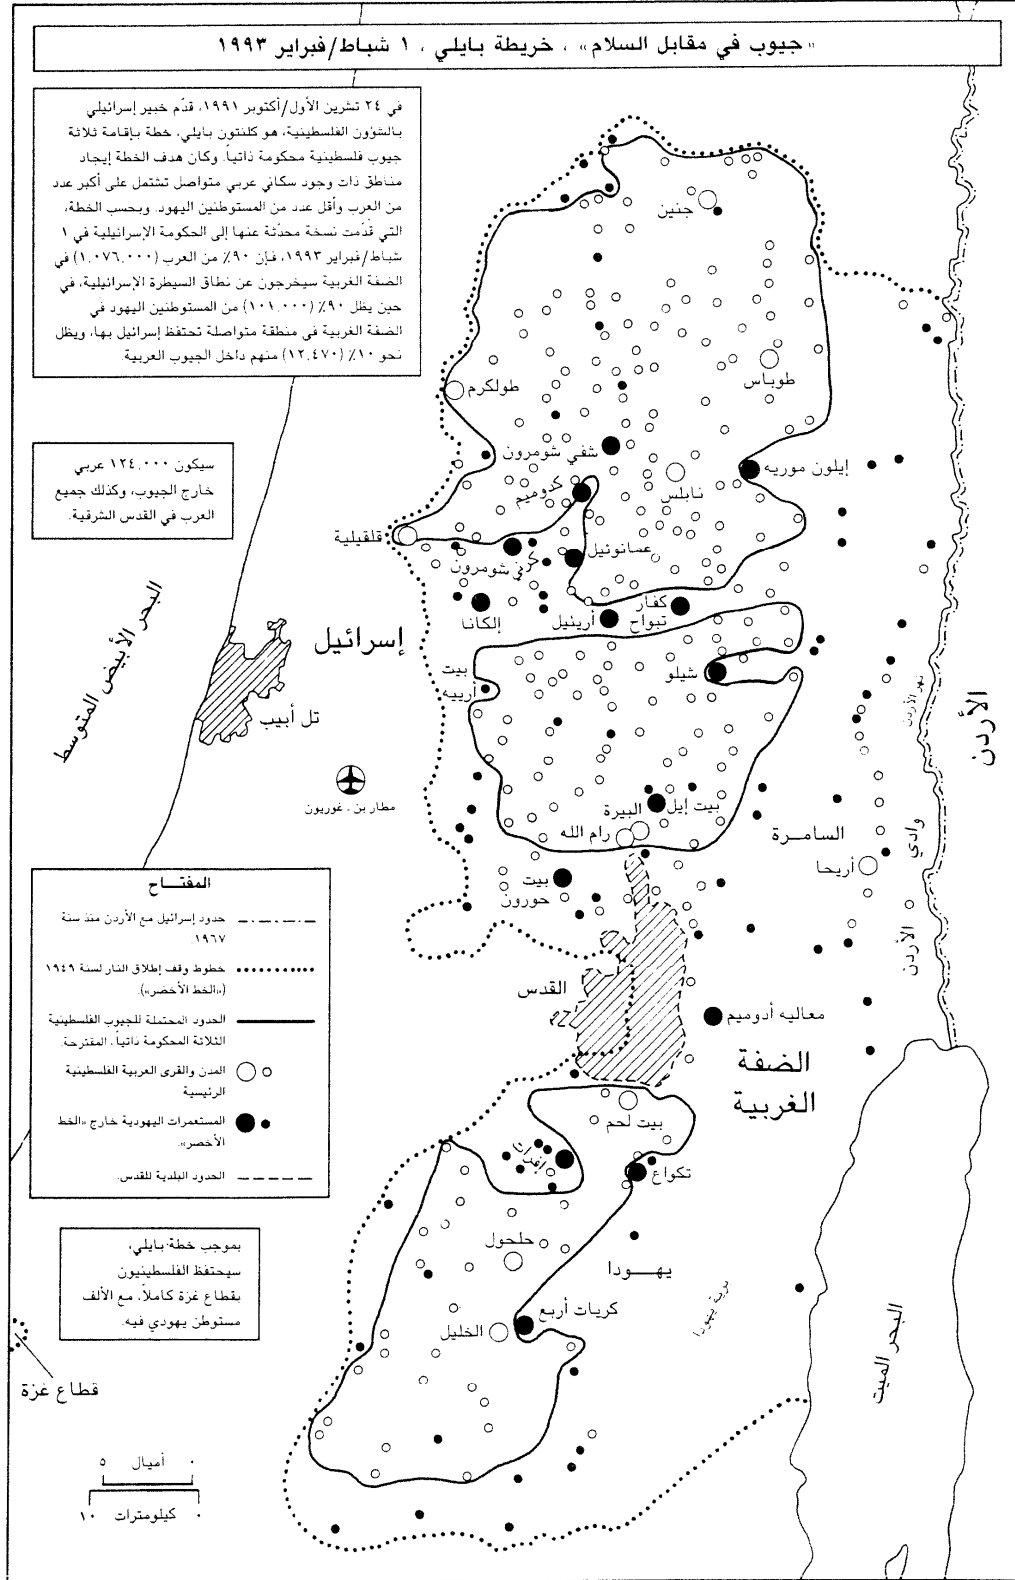 «جيوب في مقابل السلام» ، خريطة بايلي ، ١ شباط/فبراير ١٩٩٣
في ٢٤ تشرين الأول/أكتوبر ١٩٩١، قدّم خبير إسرائيلي
بالشؤون الفلسطينية، هو كلنتون بايلي، خطة بإقامة ثلاثة
جيوب فلسطينية محكومة ذاتياً. وكان هدف الخطة إيجاد
مناطق ذات وجود سكاني عربي متواصل تشتمل على أكبر عدد
من العرب وأقل عدد من المستوطنين اليهود. وبحسب الخطة،
التي قُدّمت نسخة محدّثة عنها إلى الحكومة الإسرائيلية في ١
شباط/فبراير ١٩٩٣، فإن ٩٠٪ من العرب (١,٠٧٦,٠٠٠) في
الضفة الغربية سيخرجون عن نطاق السيطرة الإسرائيلية، في
حين يظل ٩٠٪ (١٠١,٠٠٠) من المستوطنين اليهود في
الضفة الغربية في منطقة متواصلة تحتفظ إسرائيل بها، ويظل
نحو ١٠٪ (١٢,٤٧٠) منهم داخل الجيوب العربية.
سيكون ١٢٤,٠٠٠ عربي
خارج الجيوب، وكذلك جميع
العرب في القدس الشرقية.
جنين
طوباس
طولكرم
شفي شومرون
إيلون موريه
كدوميم
نابلس
قلقيلية
عمانوئيل
كرني شومرون
كفار
تبواح
أريئيل
إلكانا
إسرائيل
البحر الأبيض المتوسط
تل أبيب
بيت
أرييه
شيلو
نهر الأردن
الأردن
مطار بن ـ غوريون
بيت إيل
البيرة
رام الله
السامـرة
وادي
الأردن
أريحا
بيت
حورون
القدس
معاليه أدوميم
الضفة
الغربية
بيت لحم
إفرات
تكواع
حلحول
يهـودا
برية يهودا
كريات أربع
الخليل
البحر الميت
المفتـاح
حدود إسرائيل مع الأردن منذ سنة
١٩٦٧.
خطوط وقف إطلاق النار لسنة ١٩٤٩
(«الخط الأخضر»).
الحدود المحتملة للجيوب الفلسطينية
الثلاثة المحكومة ذاتياً، المقترحة.
المدن والقرى العربية الفلسطينية
الرئيسية
المستعمرات اليهودية خارج «الخط
الأخضر».
الحدود البلدية للقدس.
بموجب خطة بايلي،
سيحتفظ الفلسطينيون
بقطاع غزة كاملاً، مع الألف
مستوطن يهودي فيه.
قطاع غزة
٠ أميال ٥
٠ كيلومترات ١٠